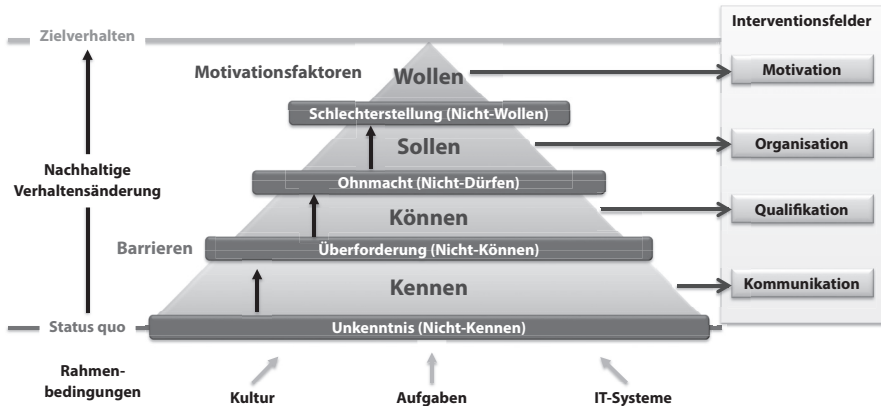 Interventionsfelder
Zielverhalten
Motivationsfaktoren
Wollen
Motivation
Schlechterstellung (Nicht-Wollen)
Sollen
Organisation
Nachhaltige
Verhaltensänderung
Ohnmacht (Nicht-Dürfen)
Können
Qualifikation
Barrieren
Überforderung (Nicht-Können)
Kennen
Kommunikation
Status quo
Unkenntnis (Nicht-Kennen)
Rahmen-
bedingungen
Kultur
Aufgaben
IT-Systeme